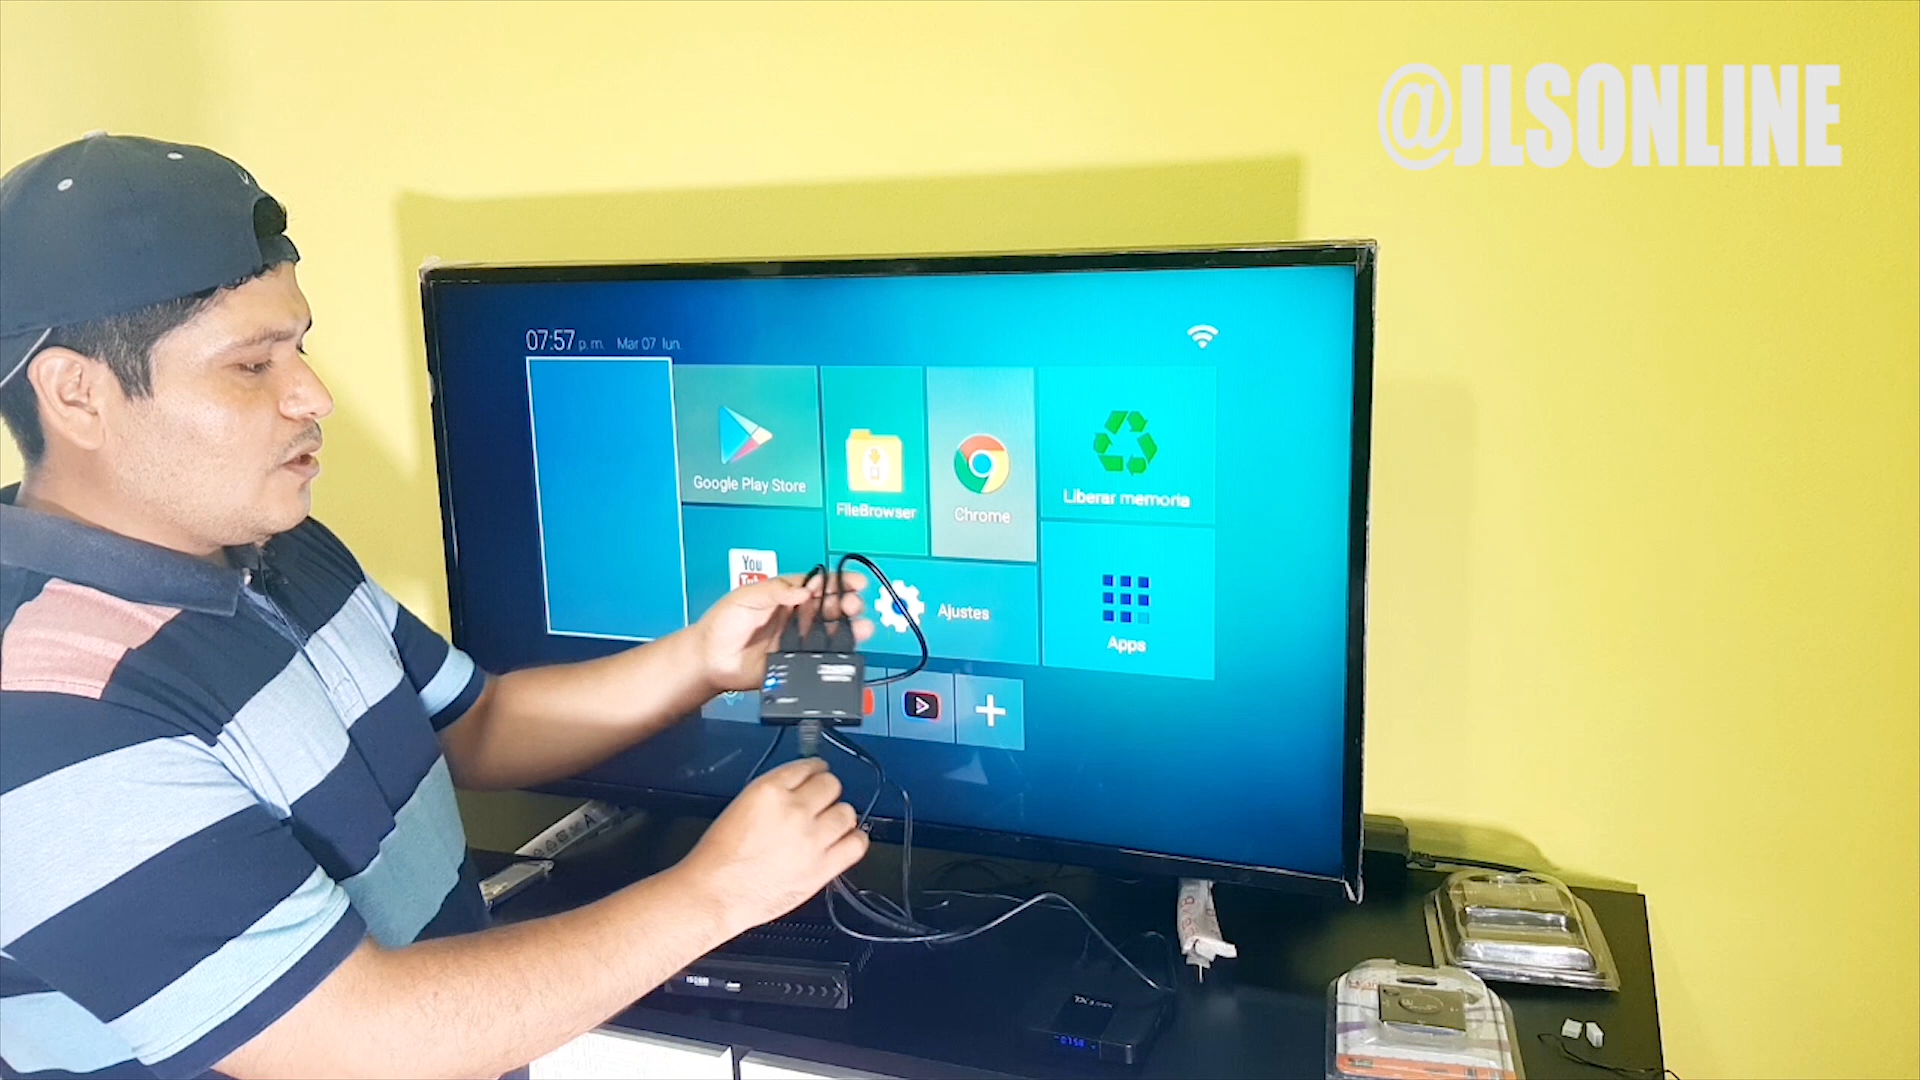 @JLSONLINE
07:57 p. m. Mar 07 lun.
Google Play Store
FileBrowser
Chrome
Liberar memoria
You
Ajustes
Apps